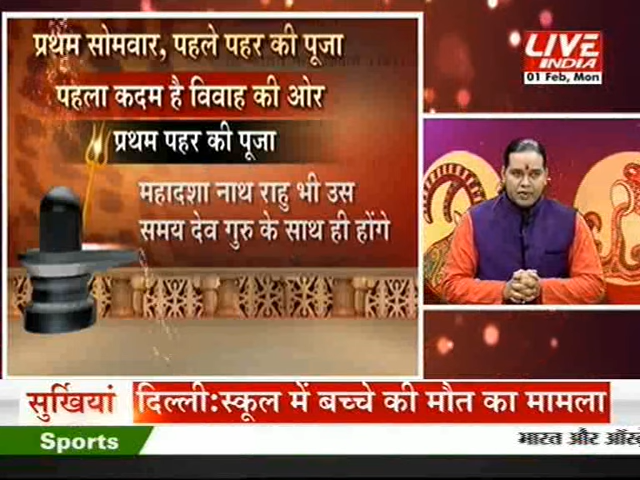 प्रथम सोमवार, पहले पहर की पूजा
पहला कदम है विवाह की ओर
प्रथम पहर की पूजा
महादशा नाथ राहु भी उस
समय देव गुरु के साथ ही होंगे
LIVE
INDIA
01 Feb, Mon
सुर्खियां
दिल्ली:स्कूल में बच्चे की मौत का मामला
Sports
भारत और